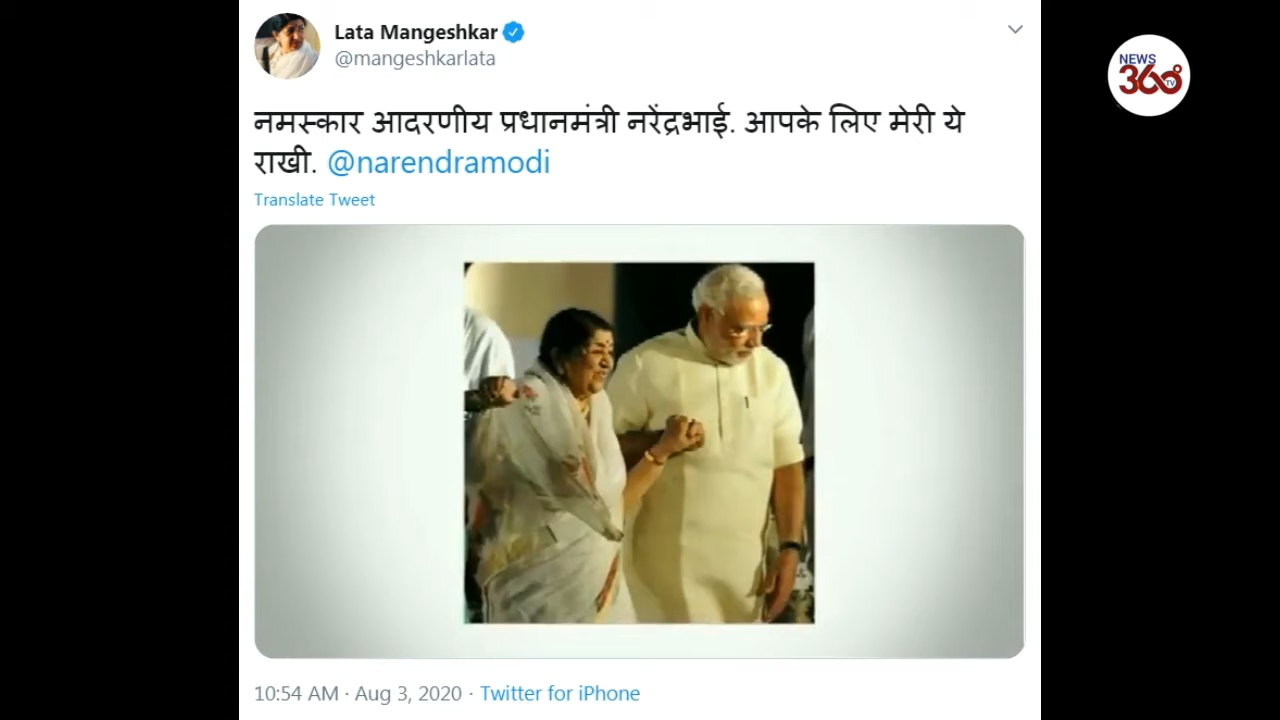 Lata Mangeshkar
@mangeshkarlata
NEWS
360°
TV
नमस्कार आदरणीय प्रधानमंत्री नरेंद्रभाई. आपके लिए मेरी ये
राखी. @narendramodi
Translate Tweet
10:54 AM · Aug 3, 2020 · Twitter for iPhone